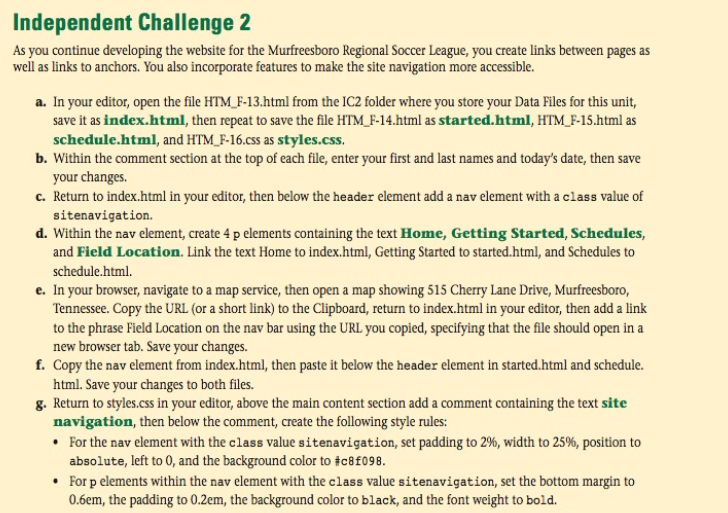 Independent Challenge 2
As you continue developing the website for the Murfreesboro Regional Soccer League, you create links between pages as
well as links to anchors. You also incorporate features to make the site navigation more accessible.
a. In your editor, open the file HTM_F-13.html from the IC2 folder where you store your Data Files for this unit,
save it as index.html, then repeat to save the file HTM_F-14.html as started.html, HTM_F-15.html as
schedule.html, and HTM_F-16.css as styles.css.
b. Within the comment section at the top of each file, enter your first and last names and today's date, then save
your changes.
c. Return to index.html in your editor, then below the header element add a nav element with a class value of
sitenavigation.
d. Within the nav element, create 4 p elements containing the text Home, Getting Started, Schedules,
and Field Location. Link the text Home to index.html, Getting Started to started.html, and Schedules to
schedule.html.
e. In your browser, navigate to a map service, then open a map showing 515 Cherry Lane Drive, Murfreesboro,
Tennessee. Copy the URL (or a short link) to the Clipboard, return to index.html in your editor, then add a link
to the phrase Field Location on the nav bar using the URL you copied, specifying that the file should open in a
new browser tab. Save your changes.
f. Copy the nav element from index.html, then paste it below the header element in started.html and schedule.
html. Save your changes to both files.
g. Return to styles.css in your editor, above the main content section add a comment containing the text site
navigation, then below the comment, create the following style rules:
• For the nav element with the class value sitenavigation, set padding to 2%, width to 25%, position to
absolute, left to 0, and the background color to #c8f098.
• For p elements within the nav element with the class value sitenavigation, set the bottom margin to
0.6em, the padding to 0.2em, the background color to black, and the font weight to bold.